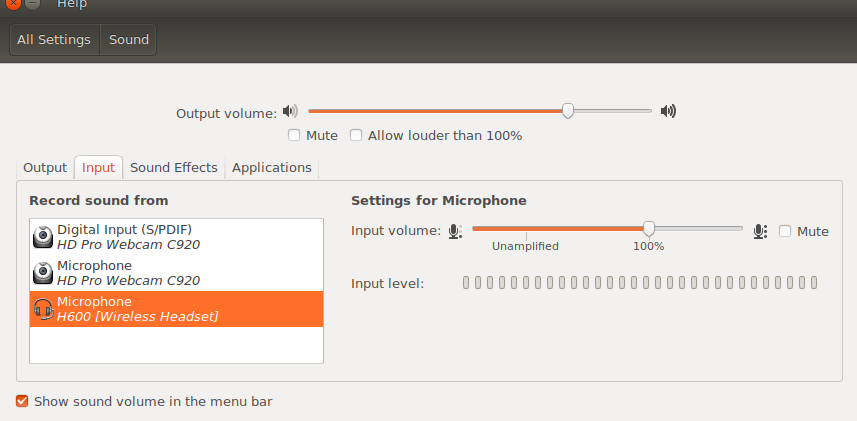 Help
All Settings Sound
Output volume:
Mute Allow louder than 100%
Output Input Sound Effects Applications
Record sound from
Digital Input (S/PDIF)
HD Pro Webcam C920
Microphone
HD Pro Webcam C920
Microphone
H600 [Wireless Headset]
Settings for Microphone
Input volume: Mute
Unamplified 100%
Input level:
Show sound volume in the menu bar